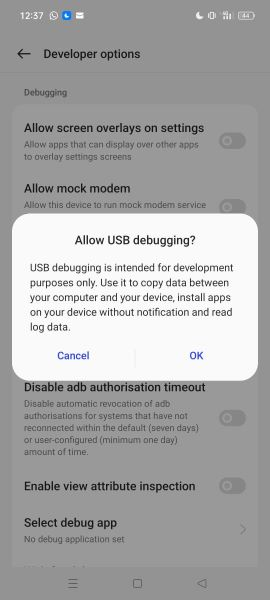 12:37
44
Developer options
Debugging
Allow screen overlays on settings
Allow apps that can display over other apps
to overlay settings screens
Allow mock modem
Allow this device to run mock modem service
Allow USB debugging?
USB debugging is intended for development
purposes only. Use it to copy data between
your computer and your device, install apps
on your device without notification and read
log data.
Cancel
OK
Disable adb authorisation timeout
Disable automatic revocation of adb
authorisations for systems that have not
reconnected within the default (seven days)
or user-configured (minimum one day)
amount of time.
Enable view attribute inspection
Select debug app
No debug application set